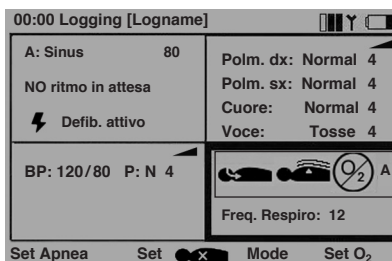 00:00 Logging [Logname]
A: Sinus 80
NO ritmo in attesa
Defib. attivo
Polm. dx: Normal 4
Polm. sx: Normal 4
Cuore: Normal 4
Voce: Tosse 4
BP: 120/80 P: N 4
O2 A
Freq. Respiro: 12
Set Apnea Set X Mode Set O2